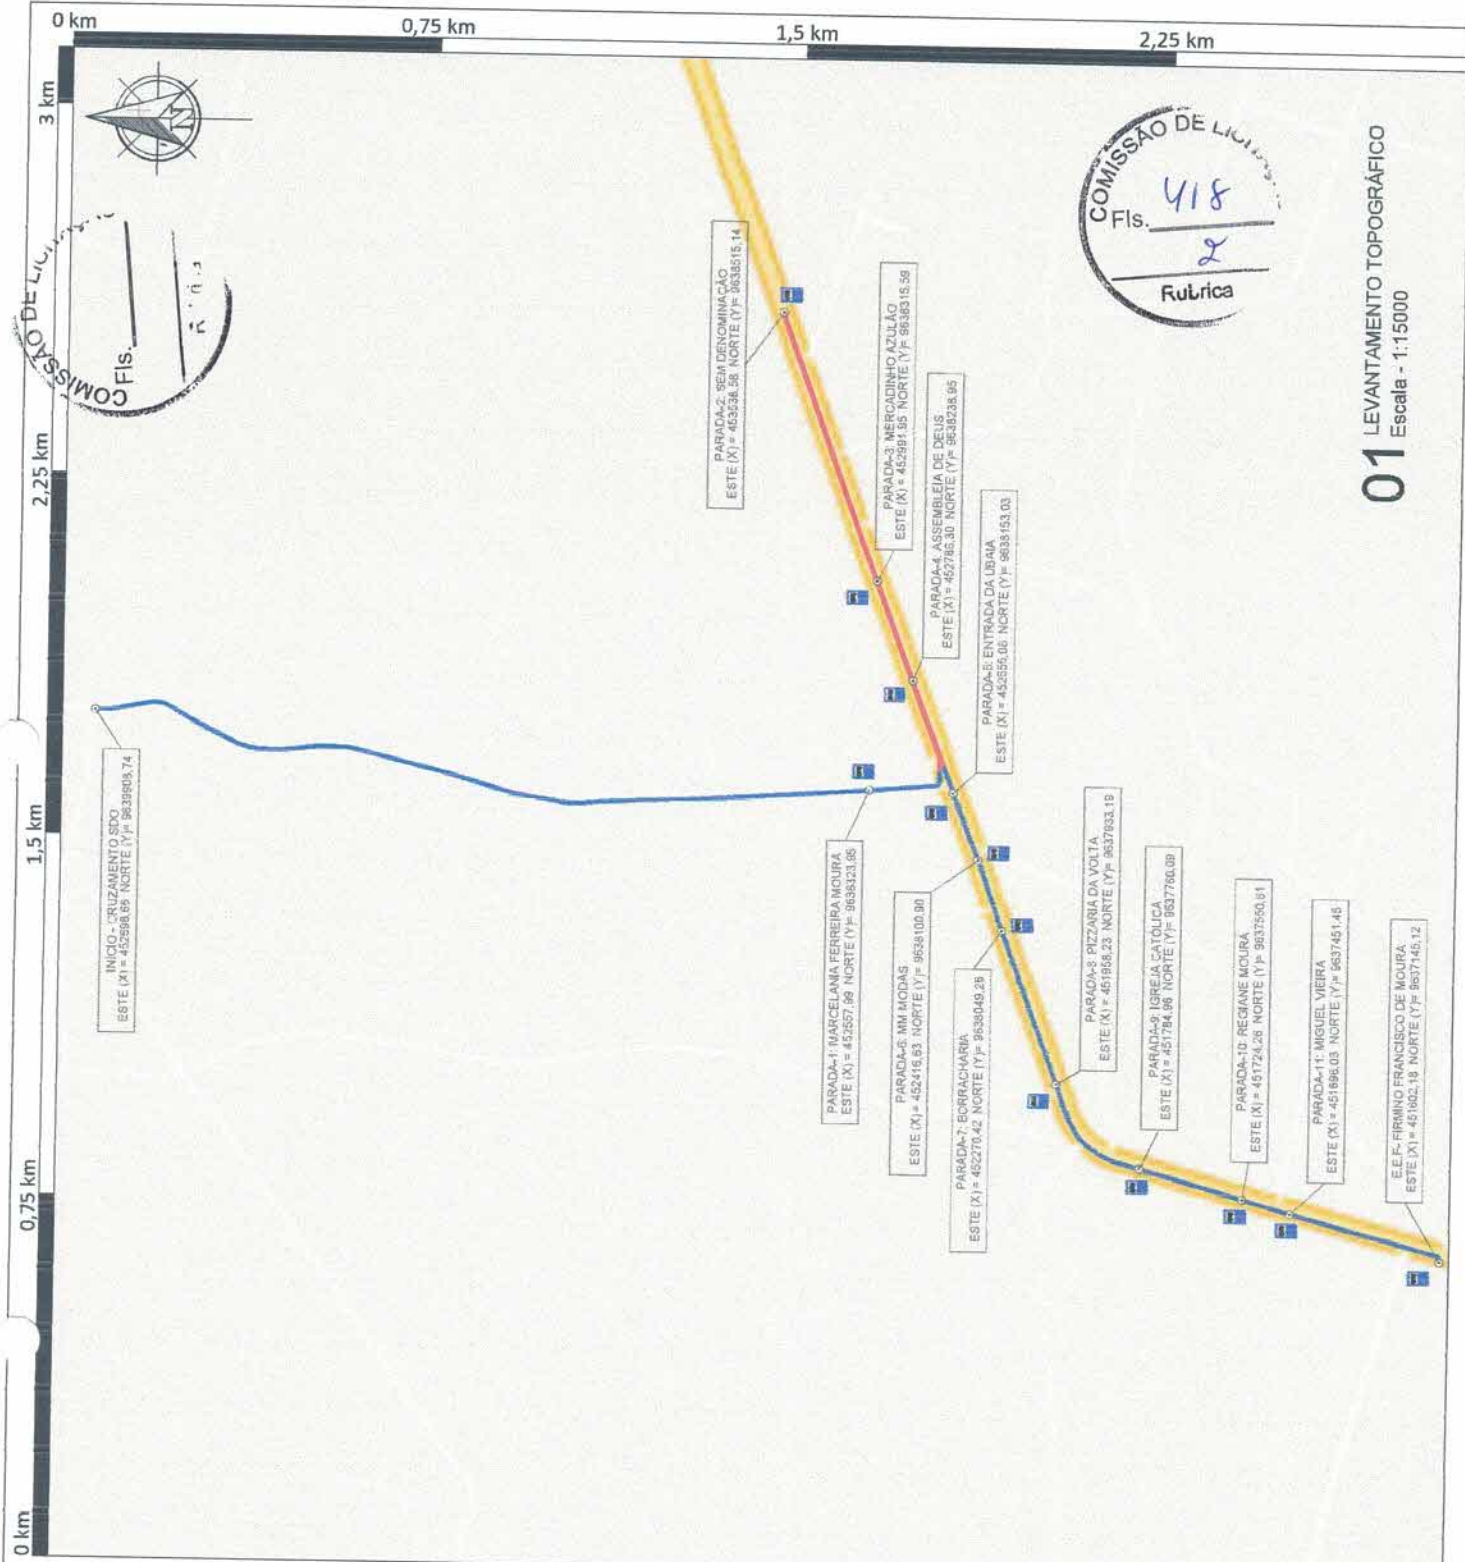 0 km
0,75 km
1,5 km
2,25 km
3 km
2,25 km
1,5 km
0,75 km
0 km
N
COMISSÃO DE
Fls.
COMISSÃO DE
Fls. 418
Rubrica
INICIO - CRUZAMENTO SDO
ESTE (X) = 452698,65 NORTE (Y)= 9639908,74
PARADA-2: SEM DENOMINAÇÃO
ESTE (X) = 453538,58 NORTE (Y)= 9638515,14
PARADA-3: MERCADINHO AZULÃO
ESTE (X) = 452991,95 NORTE (Y)= 9638315,59
PARADA-4: ASSEMBLEIA DE DEUS
ESTE (X) = 452785,30 NORTE (Y)= 9638238,95
PARADA-5: ENTRADA DA UBAIA
ESTE (X) = 452555,06 NORTE (Y)= 9638153,03
PARADA-1: MARCELANIA FERREIRA MOURA
ESTE (X) = 452557,99 NORTE (Y)= 9638323,95
PARADA-6: MM MODAS
ESTE (X) = 452416,63 NORTE (Y)= 9638100,90
PARADA-7: BORRACHARIA
ESTE (X) = 452270,42 NORTE (Y)= 9638049,26
PARADA-8: PIZZARIA DA VOLTA
ESTE (X) = 451958,23 NORTE (Y)= 9637933,19
PARADA-9: IGREJA CATÓLICA
ESTE (X) = 451784,96 NORTE (Y)= 9637760,09
PARADA-10: REGIANE MOURA
ESTE (X) = 451724,26 NORTE (Y)= 9637550,61
PARADA-11: MIGUEL VIEIRA
ESTE (X) = 451696,03 NORTE (Y)= 9637451,45
E.E.F- FIRMINO FRANCISCO DE MOURA
ESTE (X) = 451602,18 NORTE (Y)= 9637145,12
01 LEVANTAMENTO TOPOGRÁFICO
Escala - 1:15000